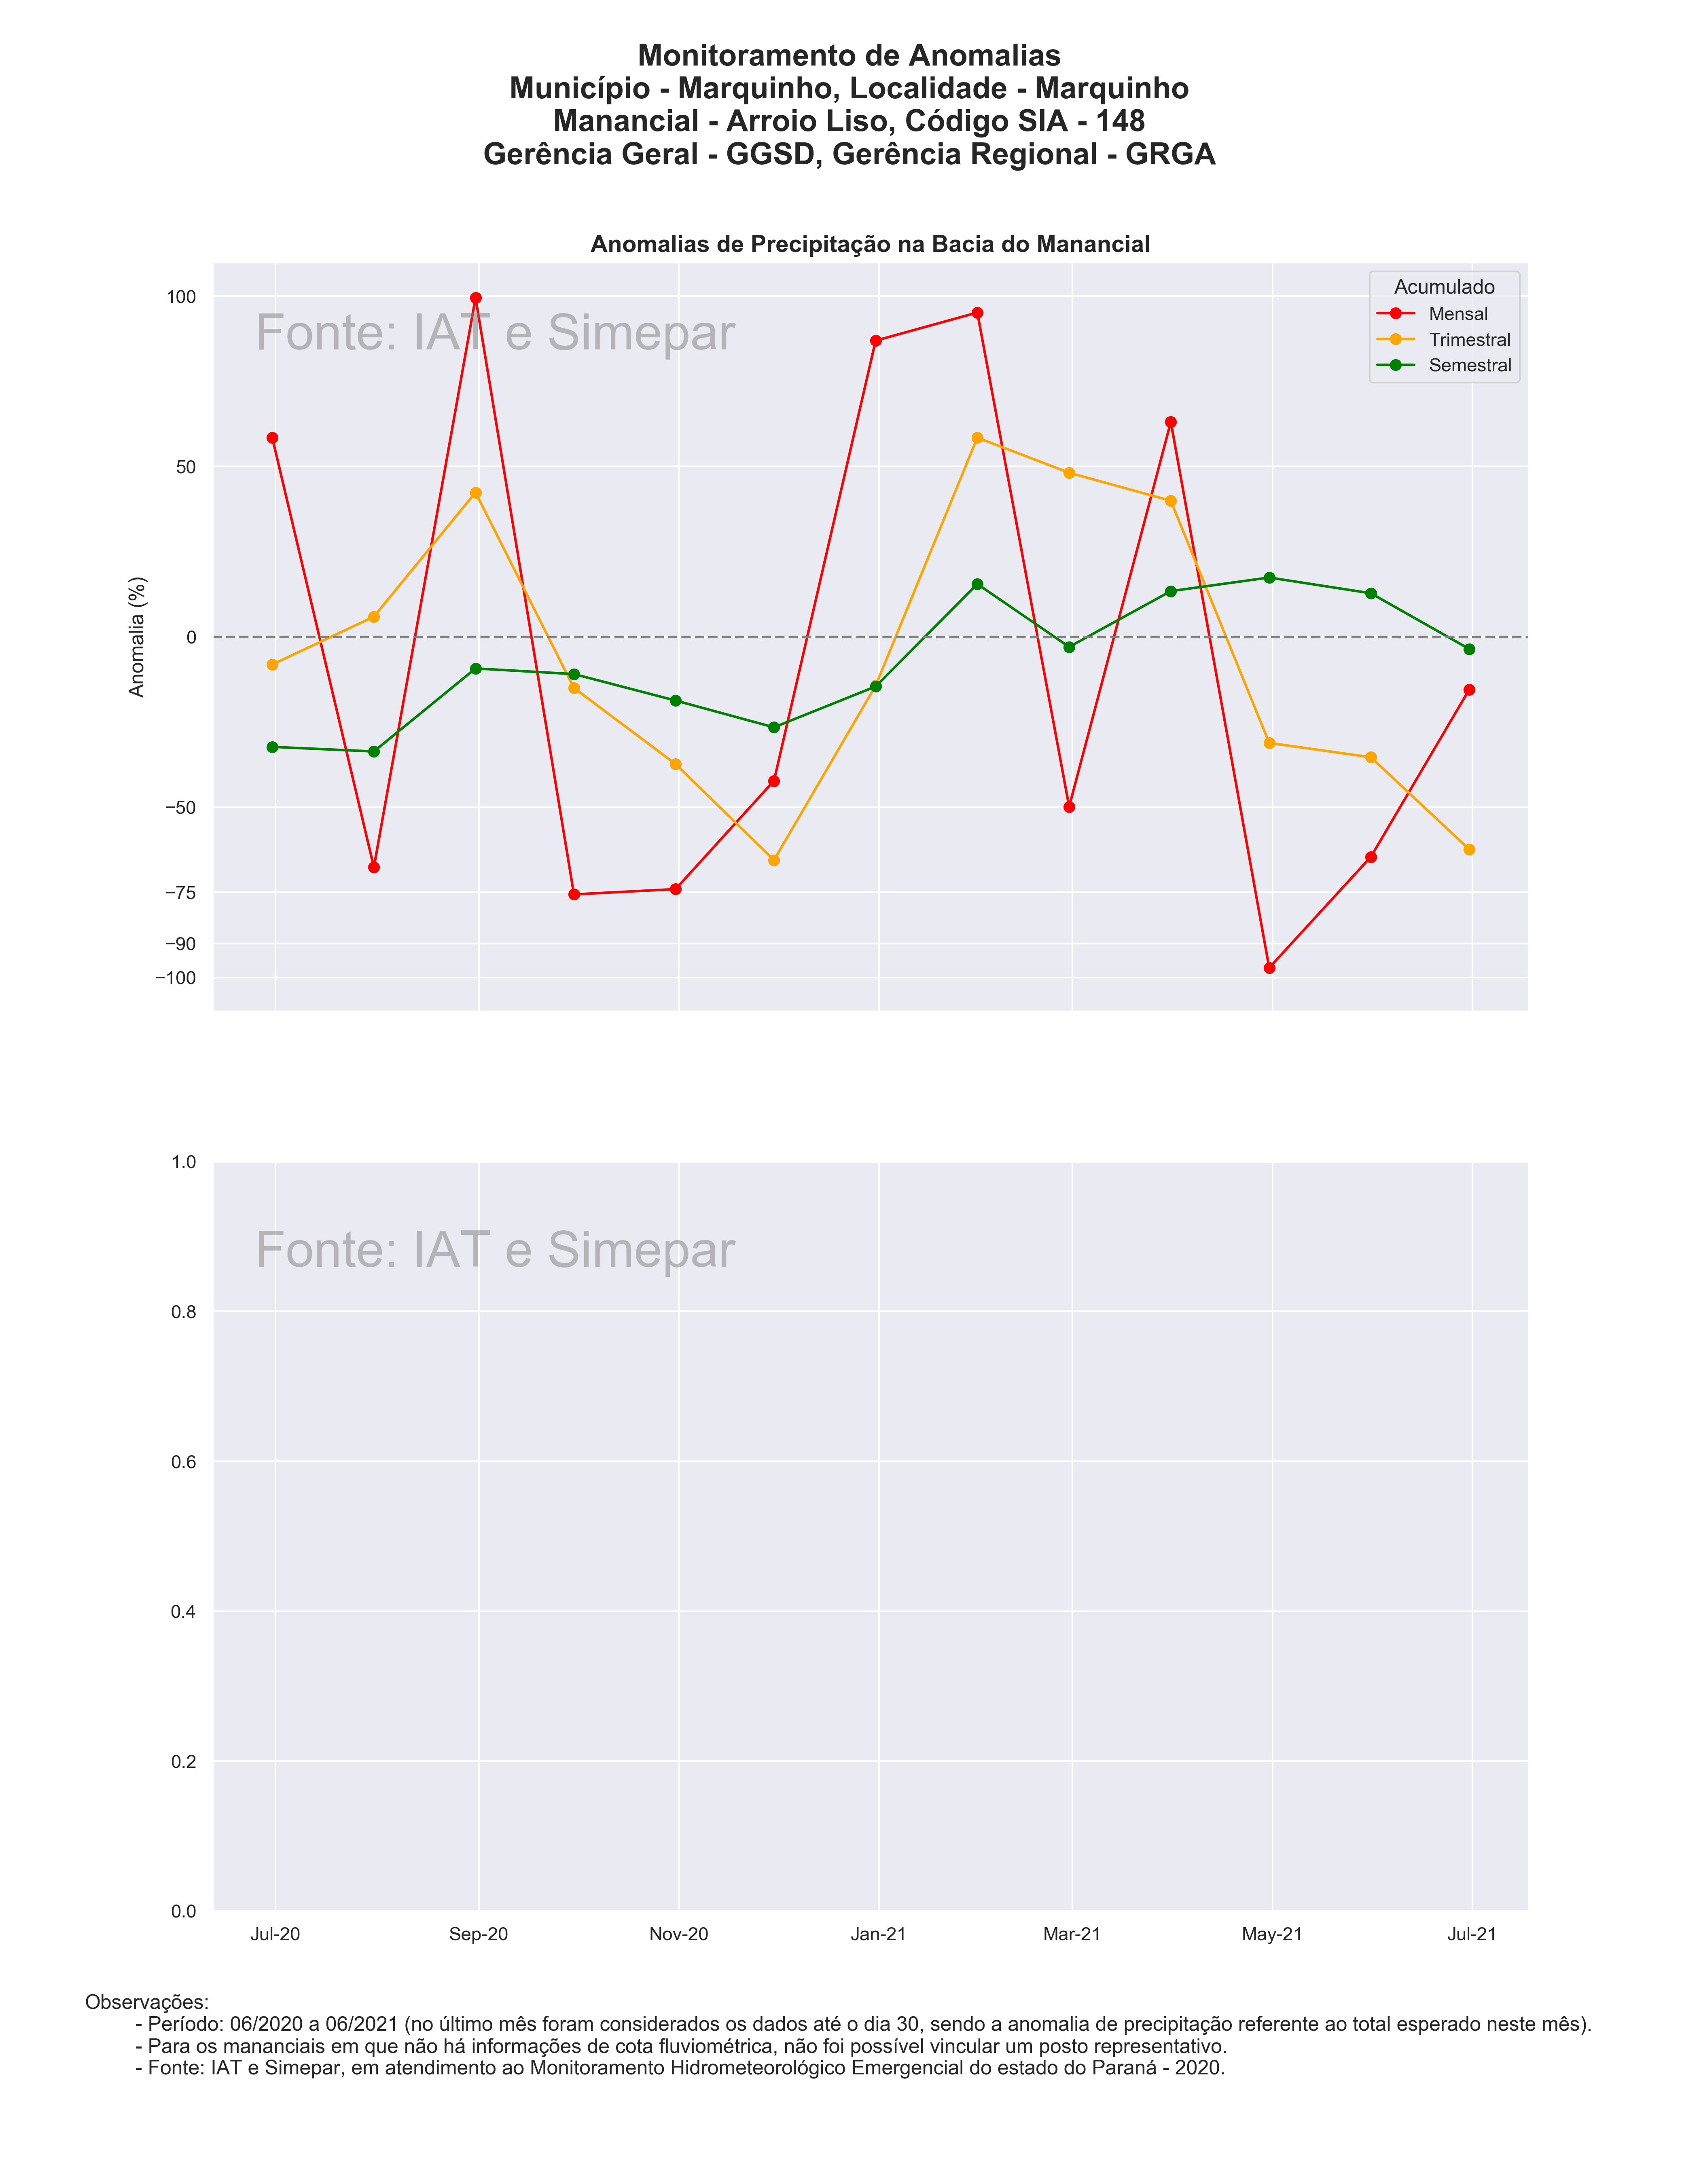 Monitoramento de Anomalias
Município - Marquinho, Localidade - Marquinho
Manancial - Arroio Liso, Código SIA - 148
Gerência Geral - GGSD, Gerência Regional - GRGA
Anomalias de Precipitação na Bacia do Manancial
Fonte: IAT e Simepar
Acumulado
Mensal
Trimestral
Semestral
Anomalia (%)
100
50
0
−50
−75
−90
−100
Fonte: IAT e Simepar
1.0
0.8
0.6
0.4
0.2
0.0
Jul-20 Sep-20 Nov-20 Jan-21 Mar-21 May-21 Jul-21
Observações:
- Período: 06/2020 a 06/2021 (no último mês foram considerados os dados até o dia 30, sendo a anomalia de precipitação referente ao total esperado neste mês).
- Para os mananciais em que não há informações de cota fluviométrica, não foi possível vincular um posto representativo.
- Fonte: IAT e Simepar, em atendimento ao Monitoramento Hidrometeorológico Emergencial do estado do Paraná - 2020.